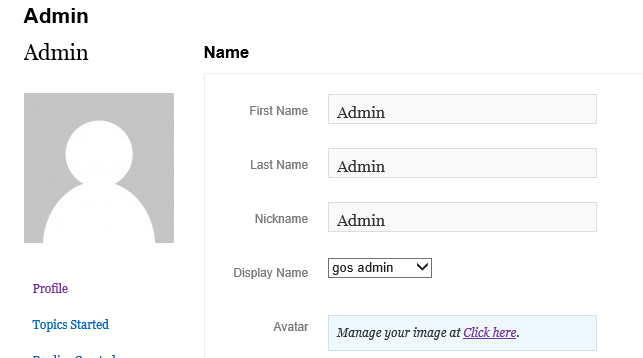 Admin
Admin
Name
First Name Admin
Last Name Admin
Nickname Admin
Display Name gos admin
Avatar Manage your image at Click here.
Profile
Topics Started